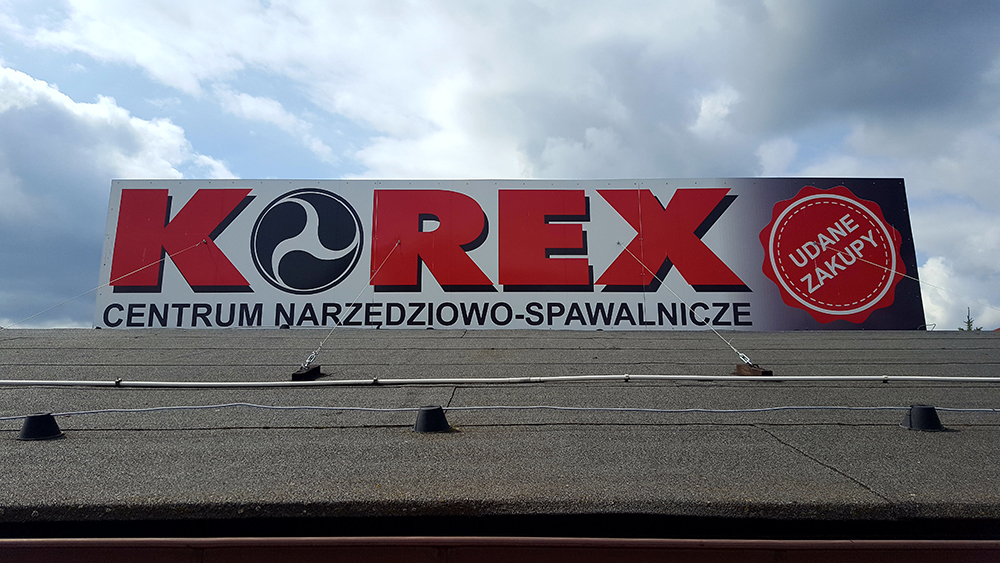 KOREX
CENTRUM NARZĘDZIOWO-SPAWALNICZE
UDANE
ZAKUPY